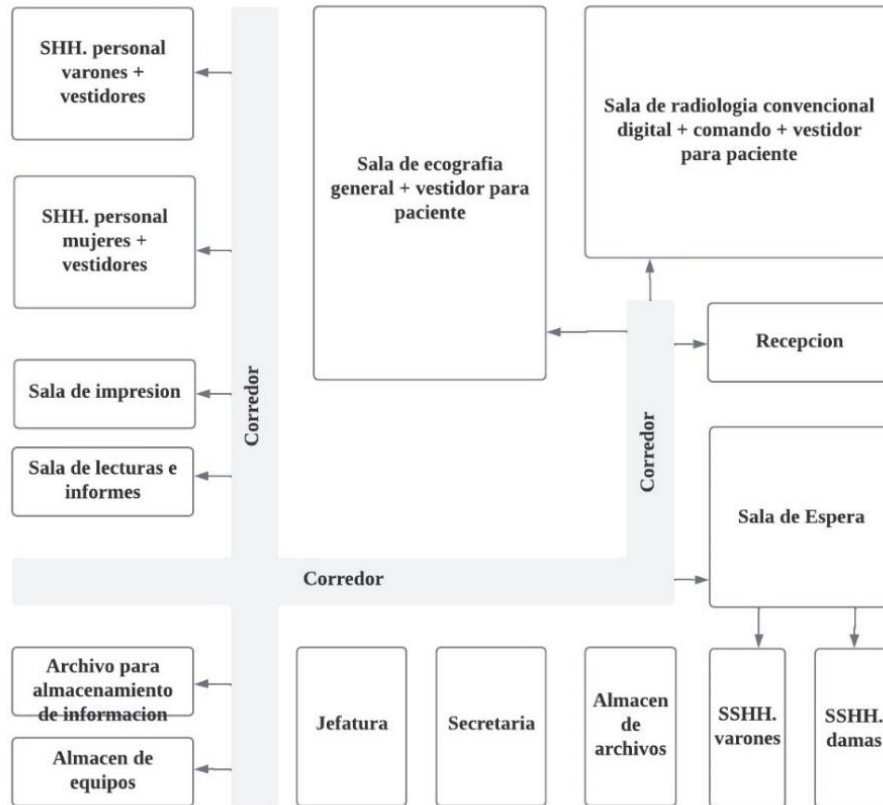 SHH. personal
varones +
vestidores
SHH. personal
mujeres +
vestidores
Sala de impresion
Sala de lecturas e
informes
Corredor
Sala de ecografia
general + vestidor para
paciente
Sala de radiologia convencional
digital + comando + vestidor
para paciente
Recepcion
Corredor
Sala de Espera
Corredor
Archivo para
almacenamiento
de informacion
Almacen de
equipos
Jefatura
Secretaria
Almacen
de
archivos
SSHH.
varones
SSHH.
damas